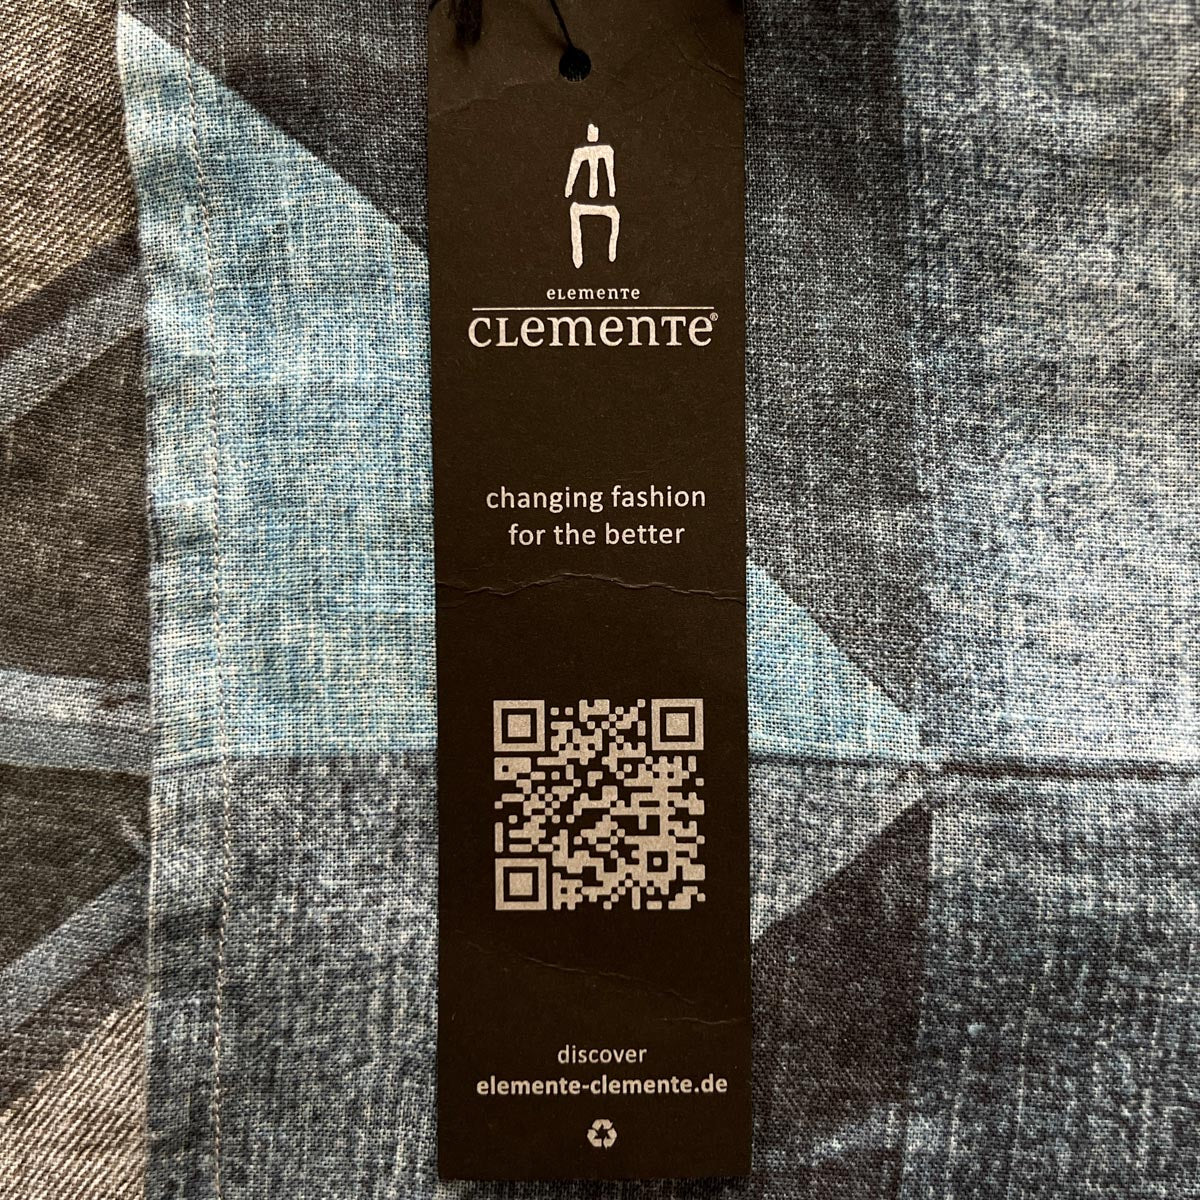 eLemenTe
CLemenTe®
changing fashion
for the better
discover
elemente-clemente.de